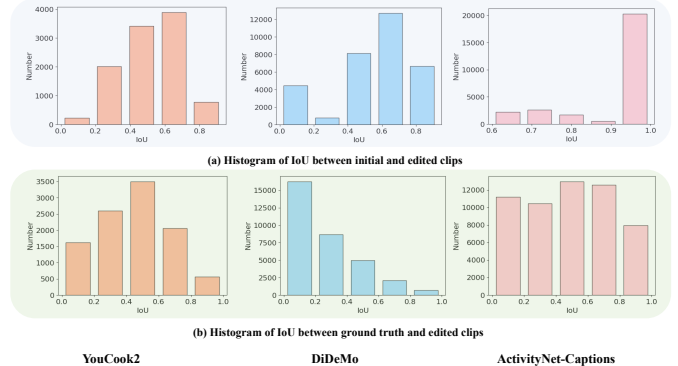 4000
3000
2000
1000
0
Number
0.0 0.2 0.4 0.6 0.8
IoU
12000
10000
8000
6000
4000
2000
0
Number
0.0 0.2 0.4 0.6 0.8
IoU
20000
15000
10000
5000
0
Number
0.6 0.7 0.8 0.9 1.0
IoU
(a) Histogram of IoU between initial and edited clips
3500
3000
2500
2000
1500
1000
500
0
Number
0.0 0.2 0.4 0.6 0.8 1.0
IoU
15000
12500
10000
7500
5000
2500
0
Number
0.0 0.2 0.4 0.6 0.8 1.0
IoU
12000
10000
8000
6000
4000
2000
0
Number
0.0 0.2 0.4 0.6 0.8 1.0
IoU
(b) Histogram of IoU between ground truth and edited clips
YouCook2 DiDeMo ActivityNet-Captions